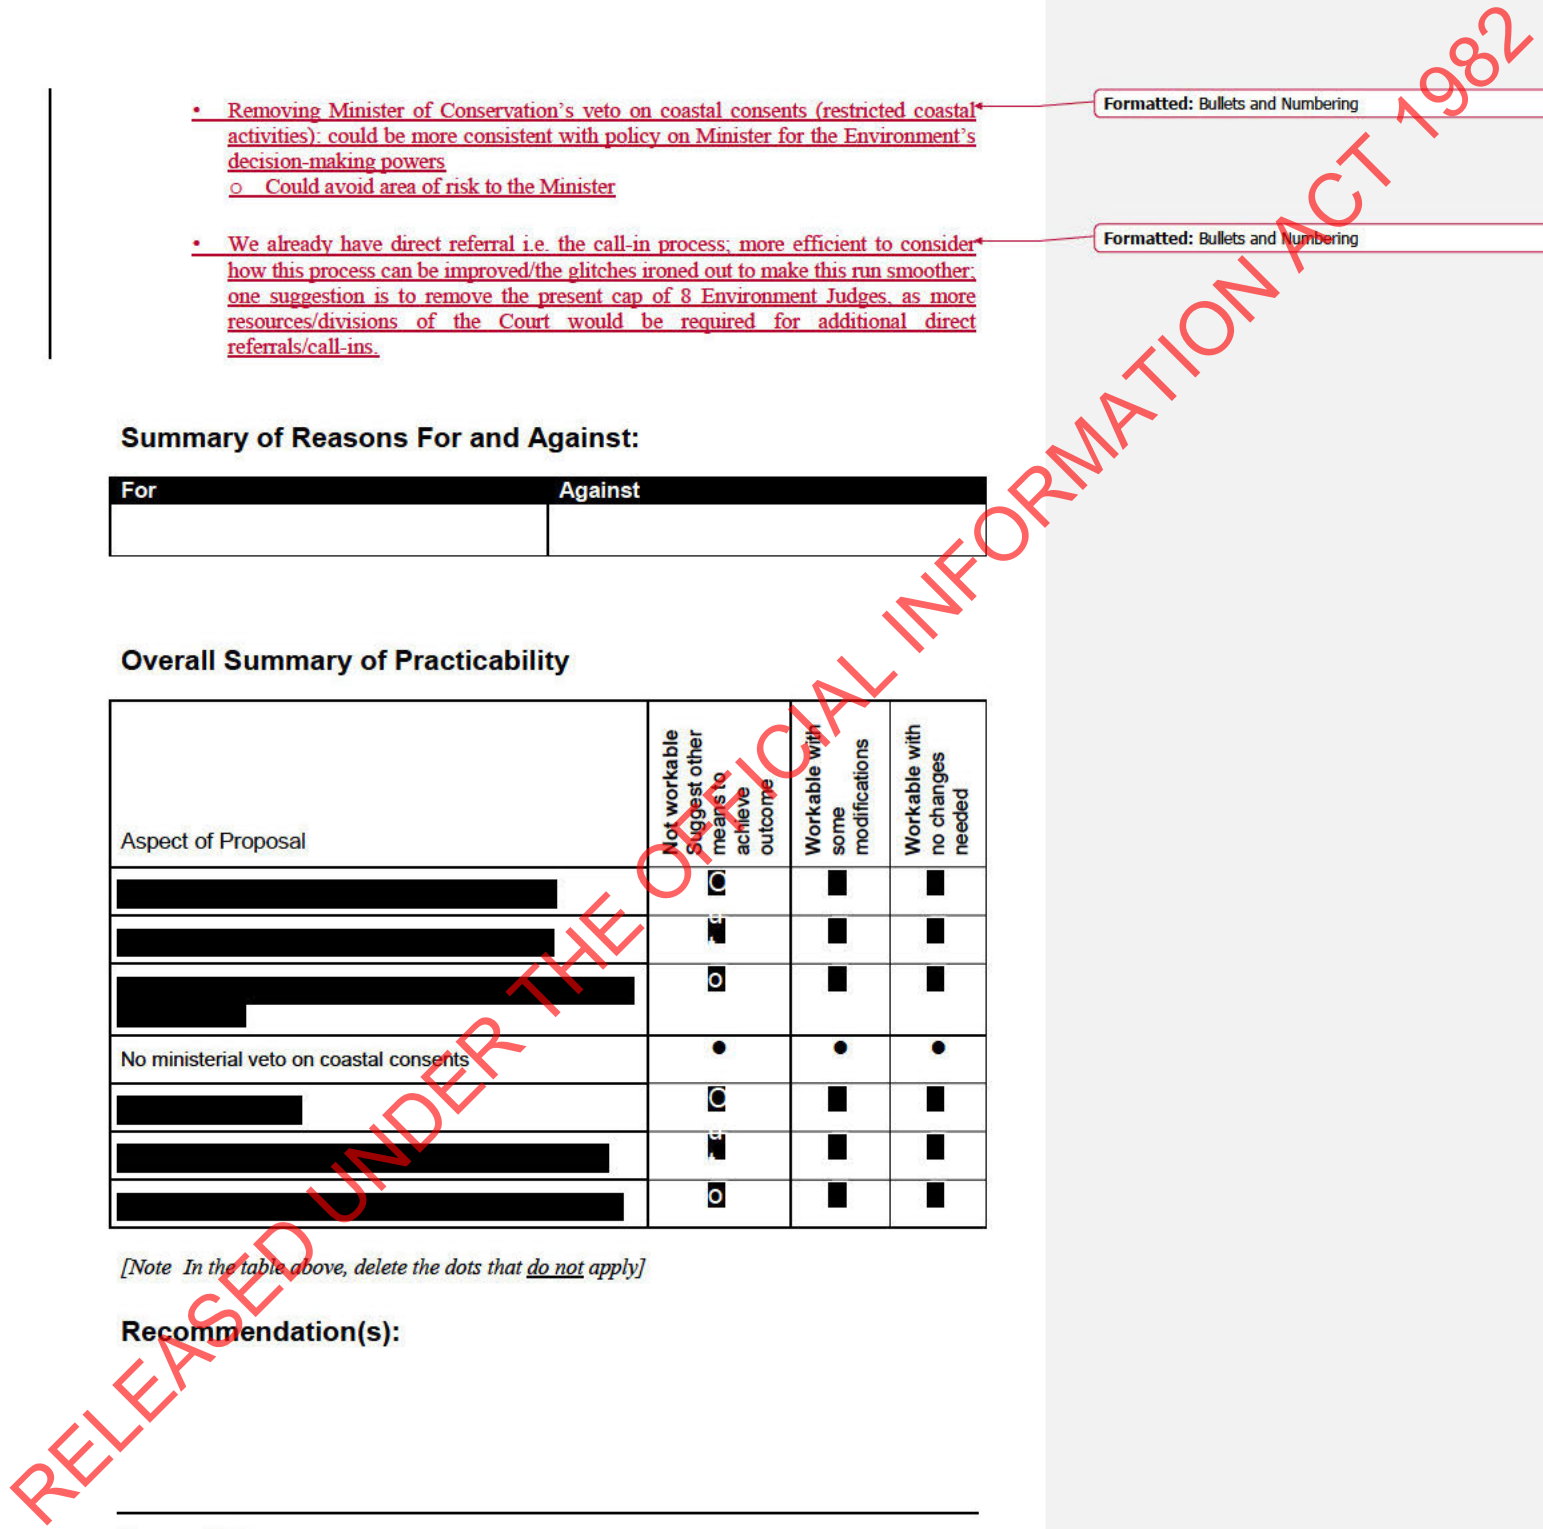 • Removing Minister of Conservation's veto on coastal consents (restricted coastal
activities): could be more consistent with policy on Minister for the Environment's
decision-making powers
o Could avoid area of risk to the Minister
• We already have direct referral i.e. the call-in process; more efficient to consider
how this process can be improved/the glitches ironed out to make this run smoother;
one suggestion is to remove the present cap of 8 Environment Judges, as more
resources/divisions of the Court would be required for additional direct
referrals/call-ins.
Formatted: Bullets and Numbering
Formatted: Bullets and Numbering
Summary of Reasons For and Against:
For Against
Overall Summary of Practicability
Aspect of Proposal
Not workable
Suggest other
means to
achieve
outcome
Workable with
some
modifications
Workable with
no changes
needed
No ministerial veto on coastal consents • • •
[Note In the table above, delete the dots that do not apply]
Recommendation(s):
RELEASED UNDER THE OFFICIAL INFORMATION ACT 1982